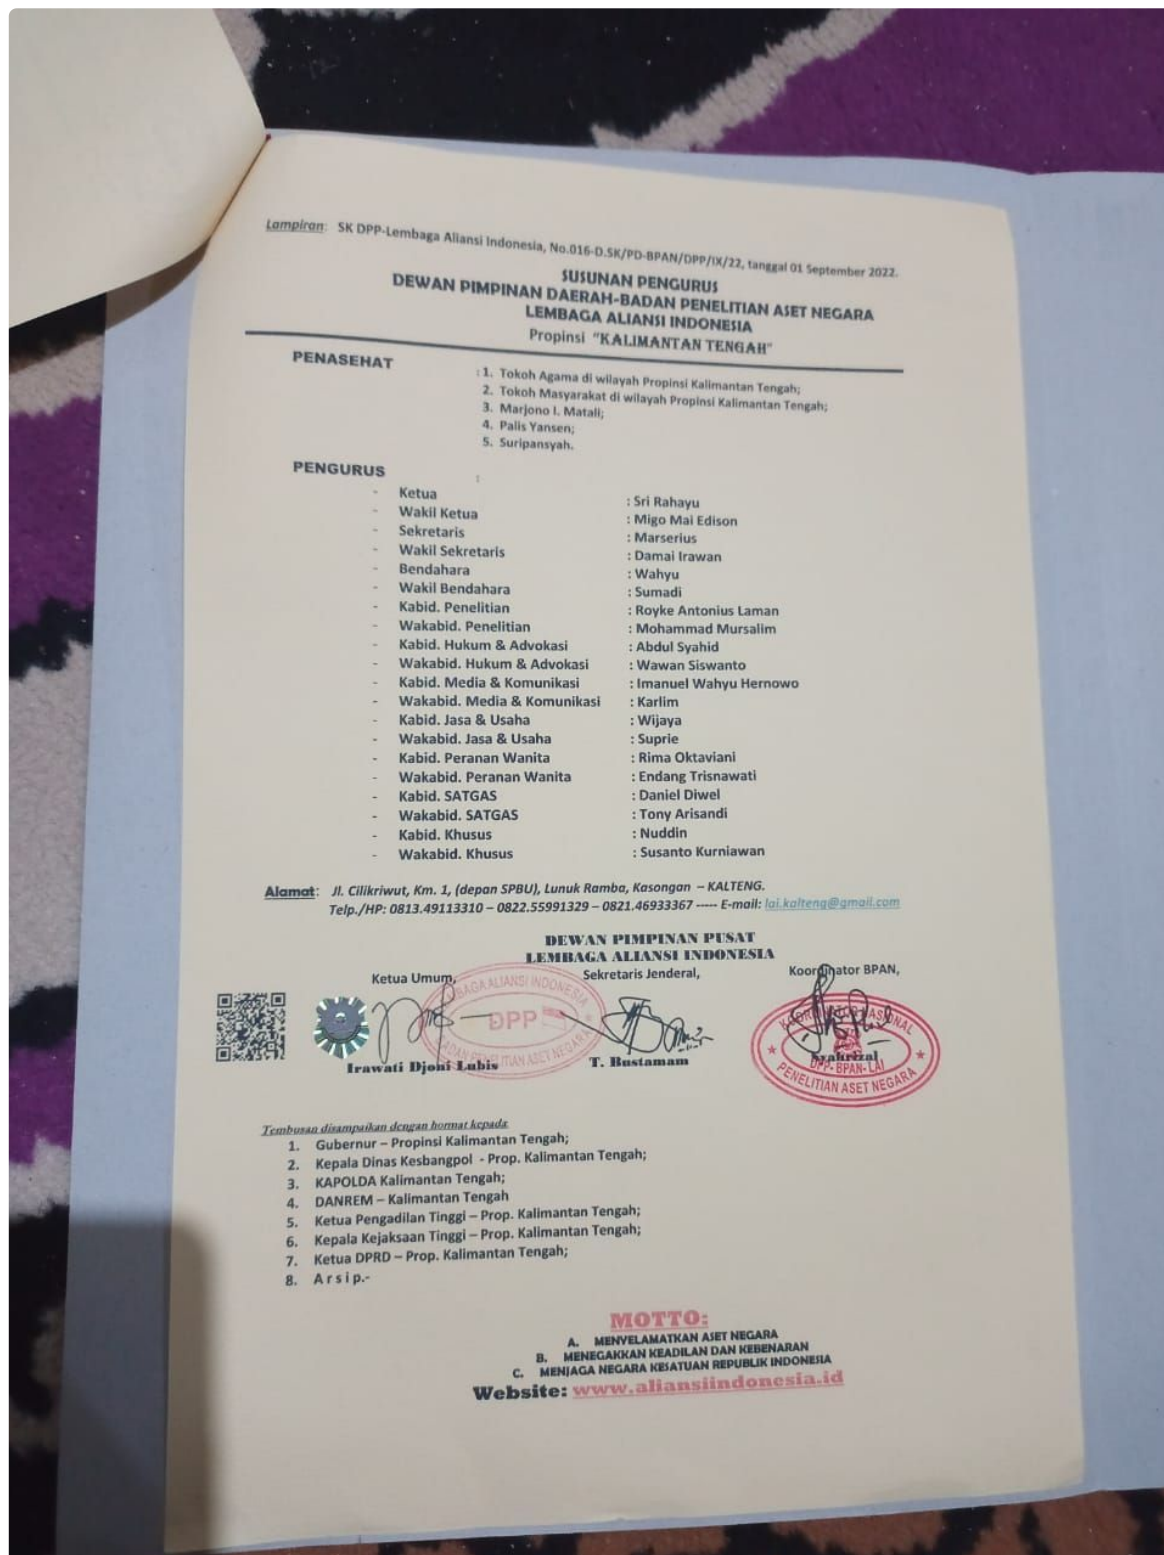 Lampiran: SK DPP-Lembaga Aliansi Indonesia, No.016-D.SK/PD-BPAN/DPP/IX/22, tanggal 01 September 2022.
SUSUNAN PENGURUS
DEWAN PIMPINAN DAERAH-BADAN PENELITIAN ASET NEGARA
LEMBAGA ALIANSI INDONESIA
Propinsi "KALIMANTAN TENGAH"
PENASEHAT : 1. Tokoh Agama di wilayah Propinsi Kalimantan Tengah;
2. Tokoh Masyarakat di wilayah Propinsi Kalimantan Tengah;
3. Marjono I. Matali;
4. Palis Yansen;
5. Suripansyah.
PENGURUS :
- Ketua : Sri Rahayu
- Wakil Ketua : Migo Mai Edison
- Sekretaris : Marserius
- Wakil Sekretaris : Damai Irawan
- Bendahara : Wahyu
- Wakil Bendahara : Sumadi
- Kabid. Penelitian : Royke Antonius Laman
- Wakabid. Penelitian : Mohammad Mursalim
- Kabid. Hukum & Advokasi : Abdul Syahid
- Wakabid. Hukum & Advokasi : Wawan Siswanto
- Kabid. Media & Komunikasi : Imanuel Wahyu Hernowo
- Wakabid. Media & Komunikasi : Karlim
- Kabid. Jasa & Usaha : Wijaya
- Wakabid. Jasa & Usaha : Suprie
- Kabid. Peranan Wanita : Rima Oktaviani
- Wakabid. Peranan Wanita : Endang Trisnawati
- Kabid. SATGAS : Daniel Diwel
- Wakabid. SATGAS : Tony Arisandi
- Kabid. Khusus : Nuddin
- Wakabid. Khusus : Susanto Kurniawan
Alamat: Jl. Cilikriwut, Km. 1, (depan SPBU), Lunuk Ramba, Kasongan – KALTENG.
Telp./HP: 0813.49113310 – 0822.55991329 – 0821.46933367 ----- E-mail: lai.kalteng@gmail.com
DEWAN PIMPINAN PUSAT
LEMBAGA ALIANSI INDONESIA
Ketua Umum, Sekretaris Jenderal, Koordinator BPAN,
LEMBAGA ALIANSI INDONESIA
DPP
BADAN PENELITIAN ASET NEGARA
KOORDINATOR NASIONAL
DPP-BPAN-LAI
PENELITIAN ASET NEGARA
Irawati Djoni Lubis T. Bustamam Syahrizal
Tembusan disampaikan dengan hormat kepada
1. Gubernur – Propinsi Kalimantan Tengah;
2. Kepala Dinas Kesbangpol - Prop. Kalimantan Tengah;
3. KAPOLDA Kalimantan Tengah;
4. DANREM – Kalimantan Tengah
5. Ketua Pengadilan Tinggi – Prop. Kalimantan Tengah;
6. Kepala Kejaksaan Tinggi – Prop. Kalimantan Tengah;
7. Ketua DPRD – Prop. Kalimantan Tengah;
8. A r s i p.-
MOTTO:
A. MENYELAMATKAN ASET NEGARA
B. MENEGAKKAN KEADILAN DAN KEBENARAN
C. MENJAGA NEGARA KESATUAN REPUBLIK INDONESIA
Website: www.aliansiindonesia.id